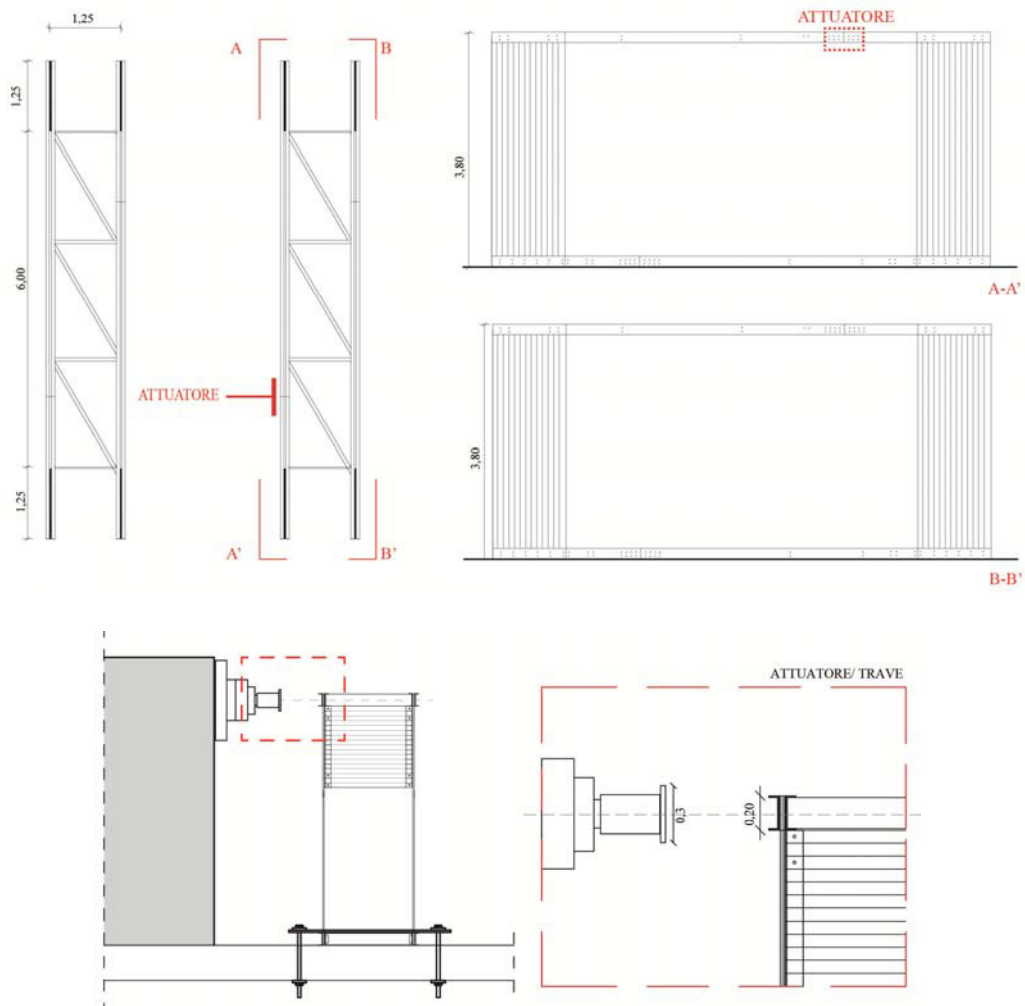 1,25
1,25
6,00
1,25
A
B
ATTUATORE
A'
B'
ATTUATORE
3,80
A-A'
3,80
B-B'
ATTUATORE/ TRAVE
0,3
0,20